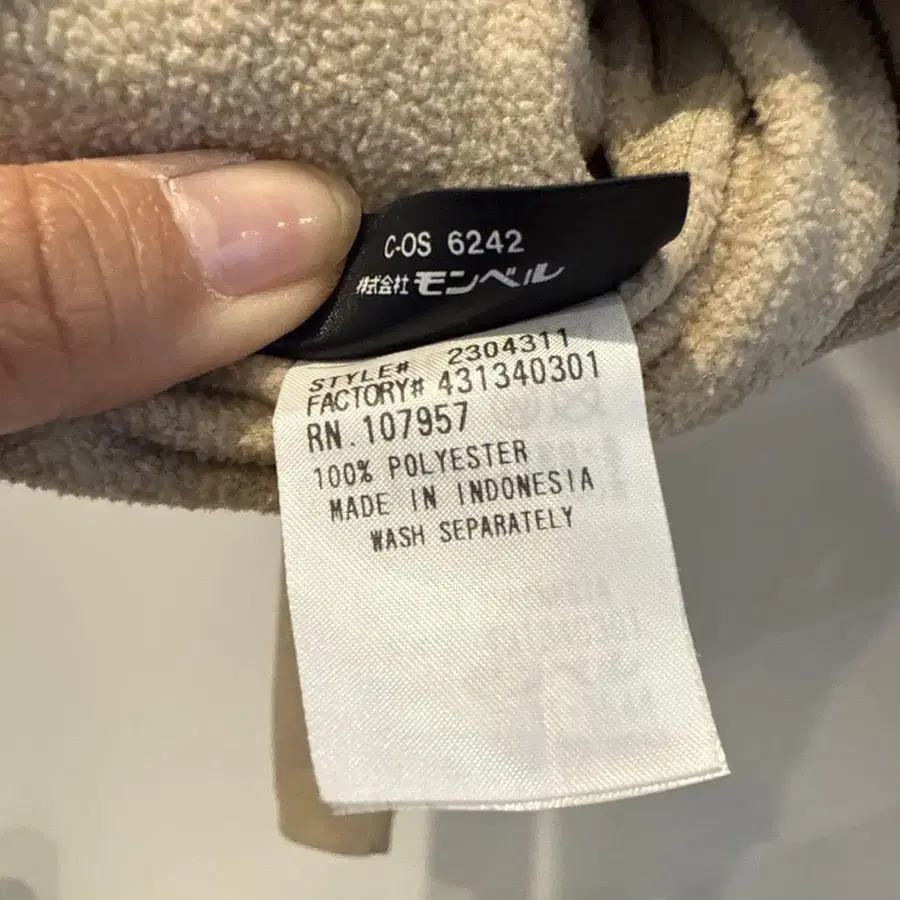 C-OS 6242
株式会社 モンベル
STYLE# 2304311
FACTORY# 431340301
RN.107957
100% POLYESTER
MADE IN INDONESIA
WASH SEPARATELY